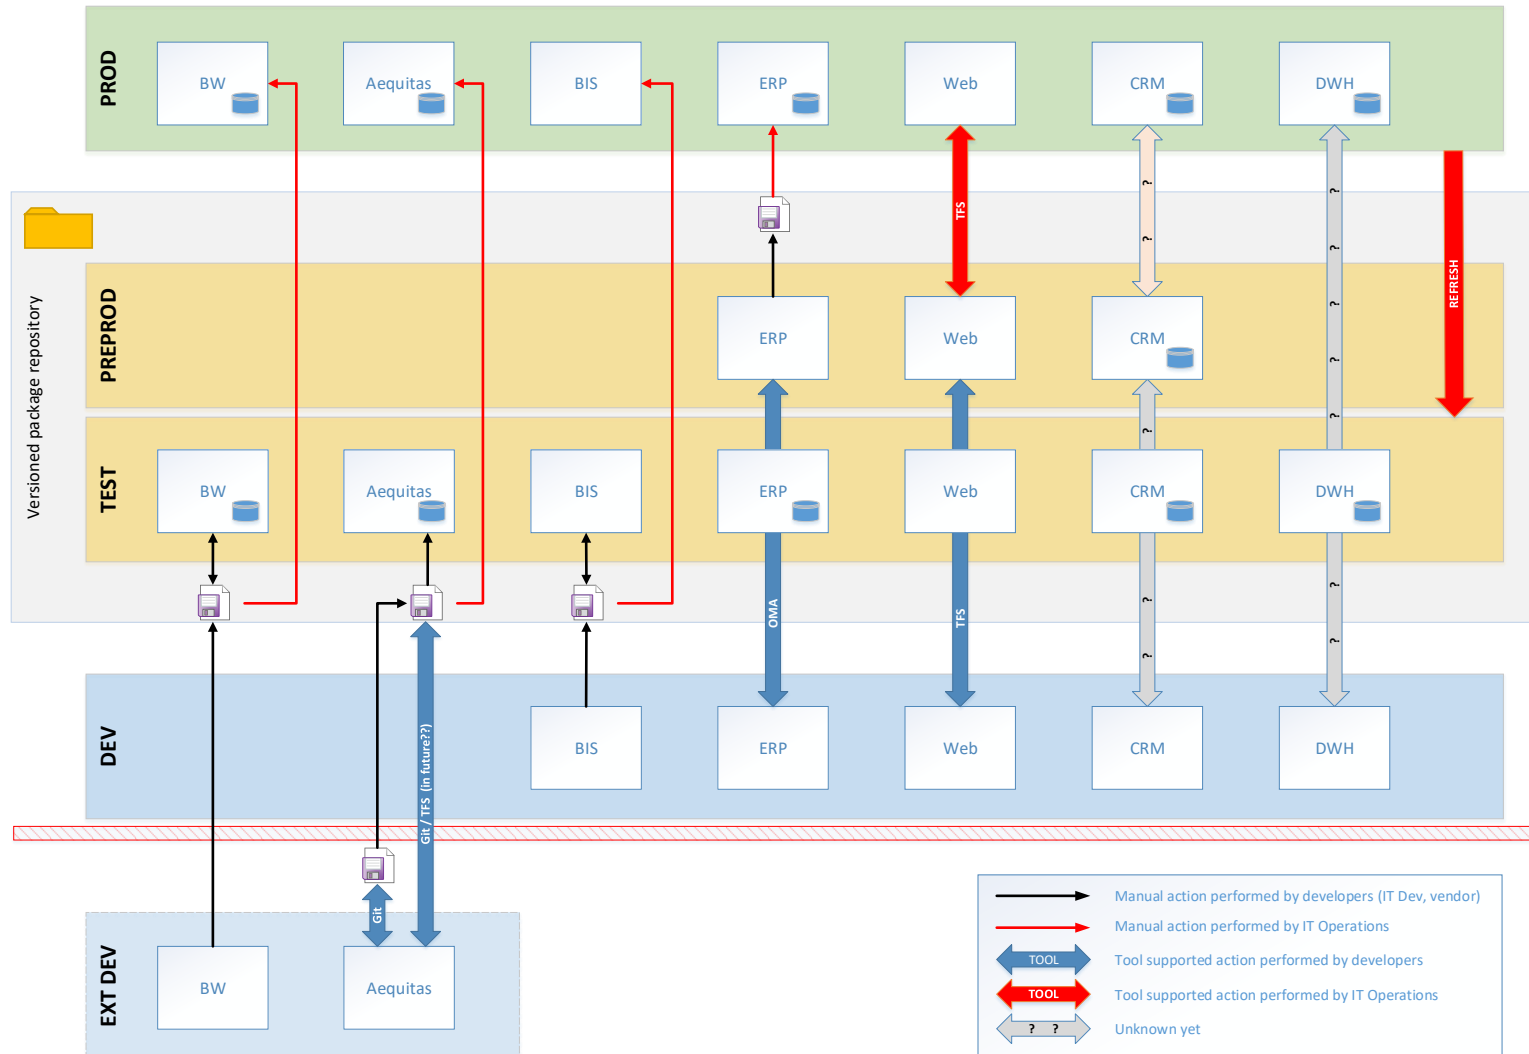 PROD
BW
Aequitas
BIS
ERP
Web
CRM
DWH
Versioned package repository
TFS
?
?
?
?
?
?
?
REFRESH
PREPROD
ERP
Web
CRM
?
TEST
BW
Aequitas
BIS
ERP
Web
CRM
DWH
OMA
TFS
?
?
?
?
DEV
BIS
ERP
Web
CRM
DWH
Git / TFS (in future??)
Git
EXT DEV
BW
Aequitas
Manual action performed by developers (IT Dev, vendor)
Manual action performed by IT Operations
TOOL Tool supported action performed by developers
TOOL Tool supported action performed by IT Operations
? ? Unknown yet